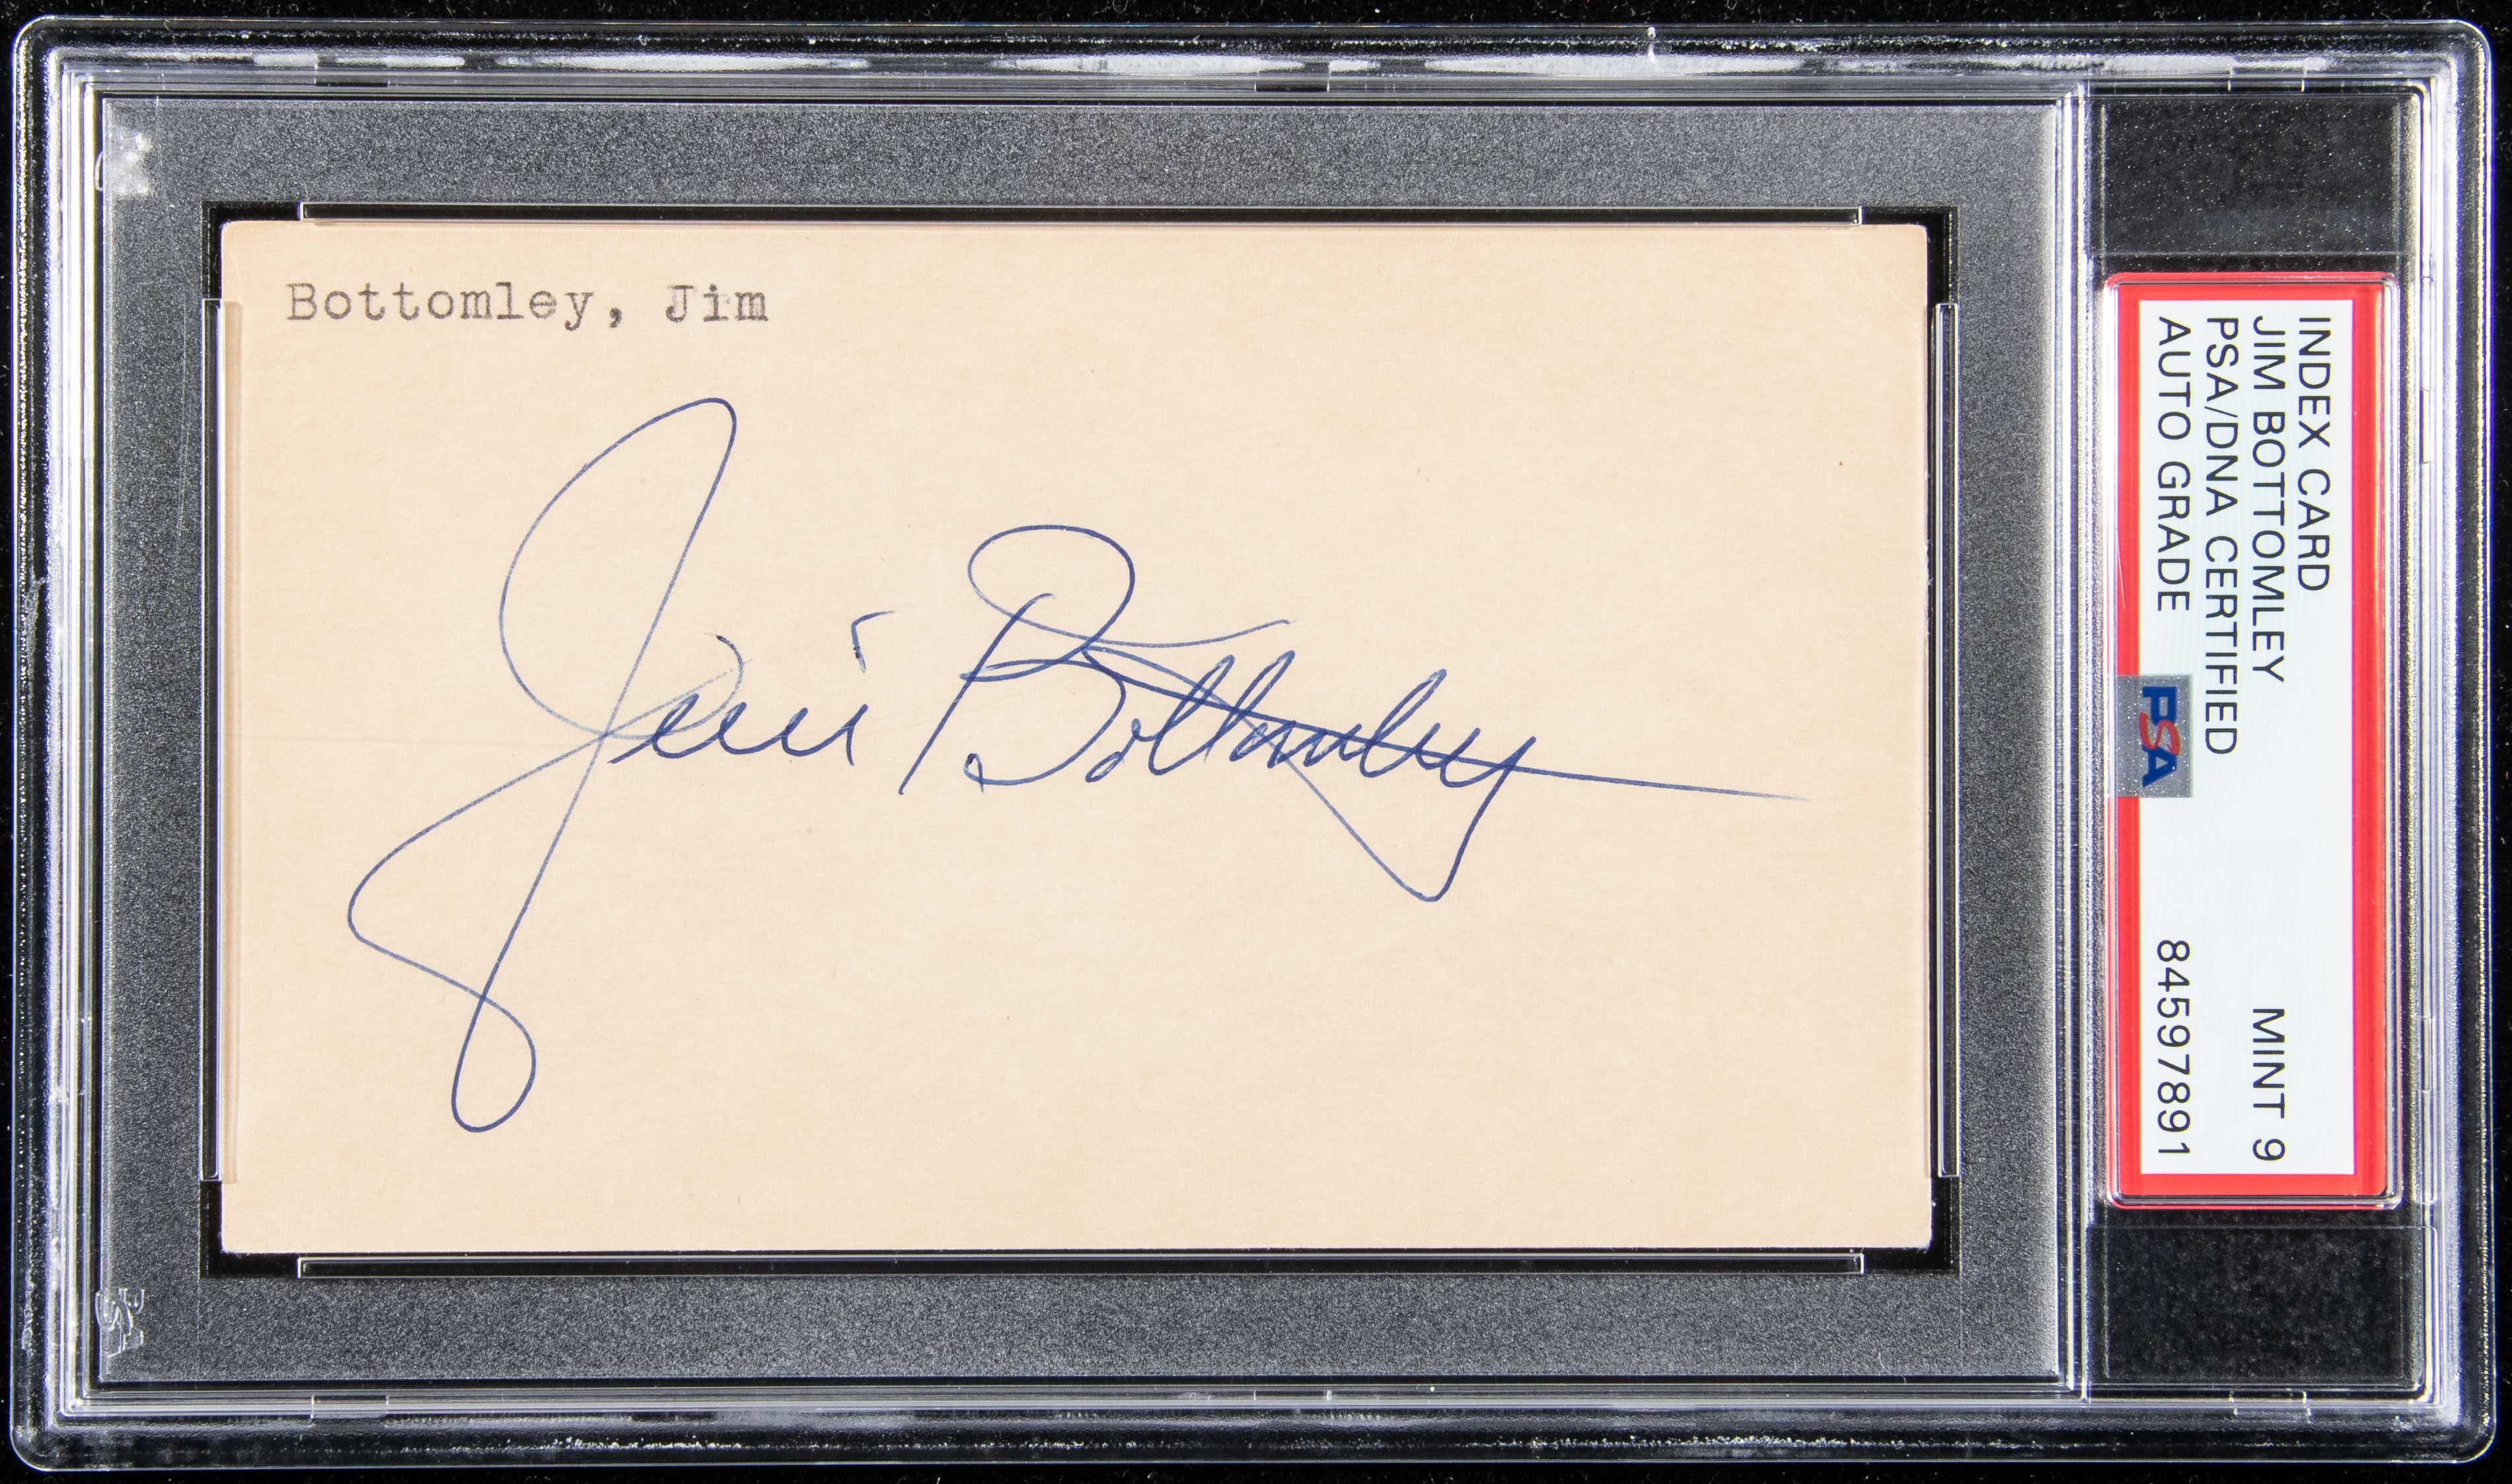 Bottomley, Jim
Jim Bottomley
INDEX CARD
JIM BOTTOMLEY
PSA/DNA CERTIFIED
AUTO GRADE
MINT 9
84597891
PSA